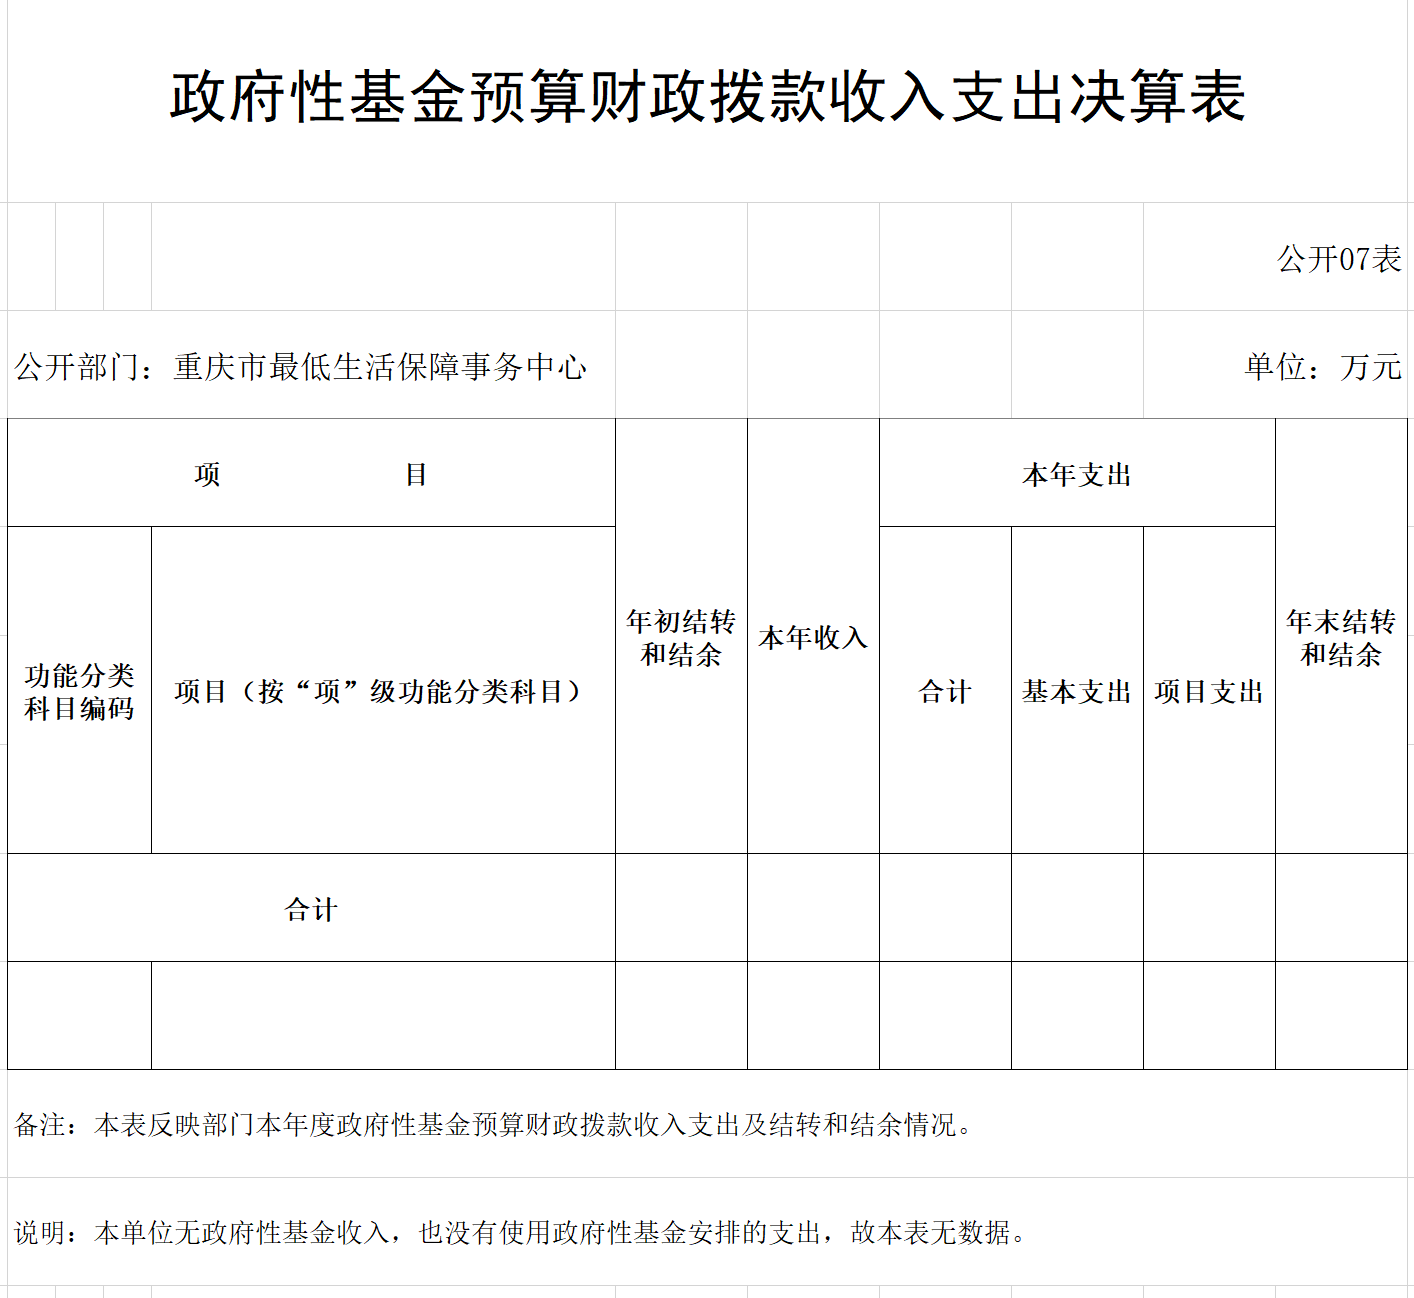 政府性基金预算财政拨款收入支出决算表
公开07表
公开部门：重庆市最低生活保障事务中心
单位：万元
项 目
本年支出
年初结转
和结余
本年收入
年末结转
和结余
功能分类
科目编码
项目（按“项”级功能分类科目）
合计
基本支出
项目支出
合计
备注：本表反映部门本年度政府性基金预算财政拨款收入支出及结转和结余情况。
说明：本单位无政府性基金收入，也没有使用政府性基金安排的支出，故本表无数据。